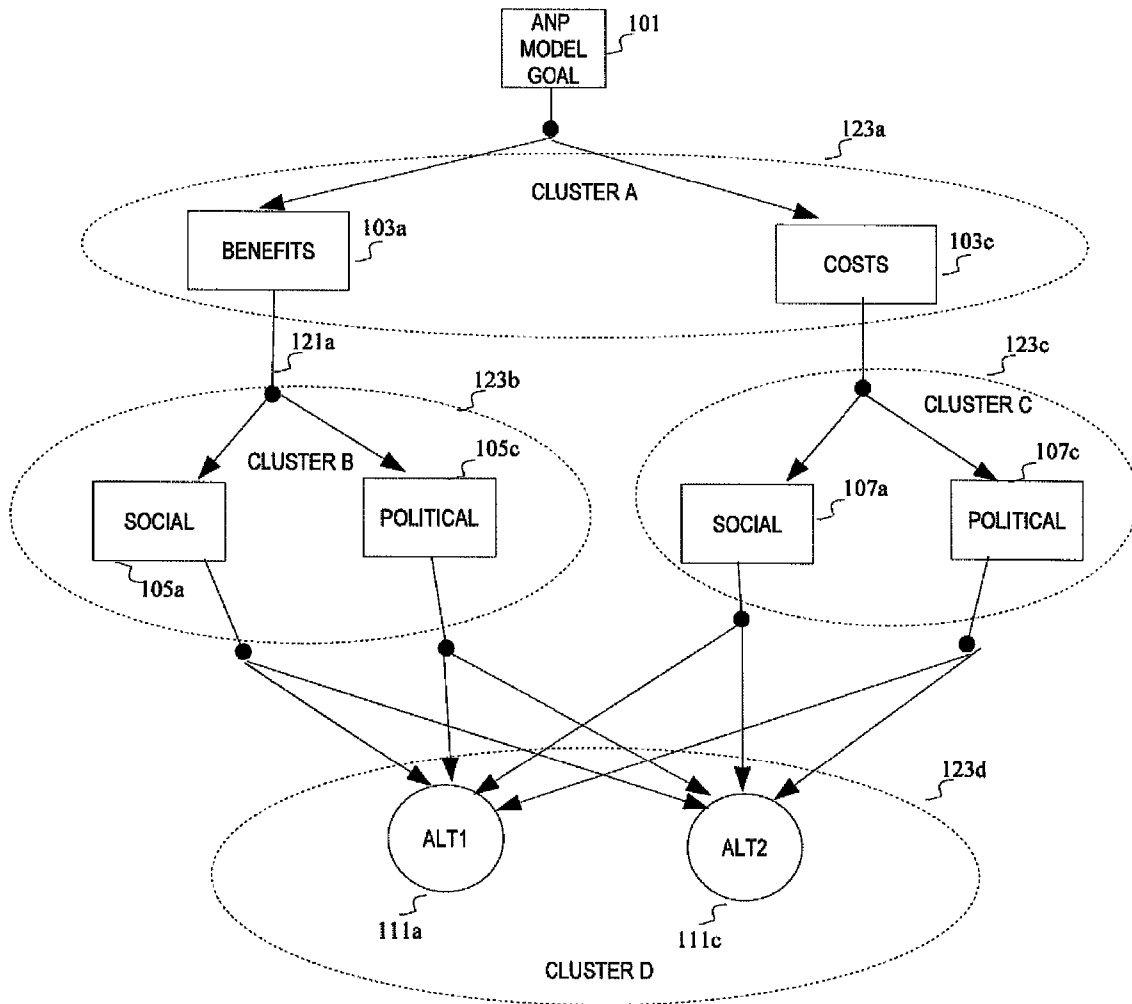 ANP
MODEL
GOAL
101
123a
CLUSTER A
BENEFITS
103a
COSTS
103c
121a
123b
123c
CLUSTER B
CLUSTER C
105c
107c
SOCIAL
POLITICAL
107a
SOCIAL
POLITICAL
105a
123d
ALT1
ALT2
111a
111c
CLUSTER D